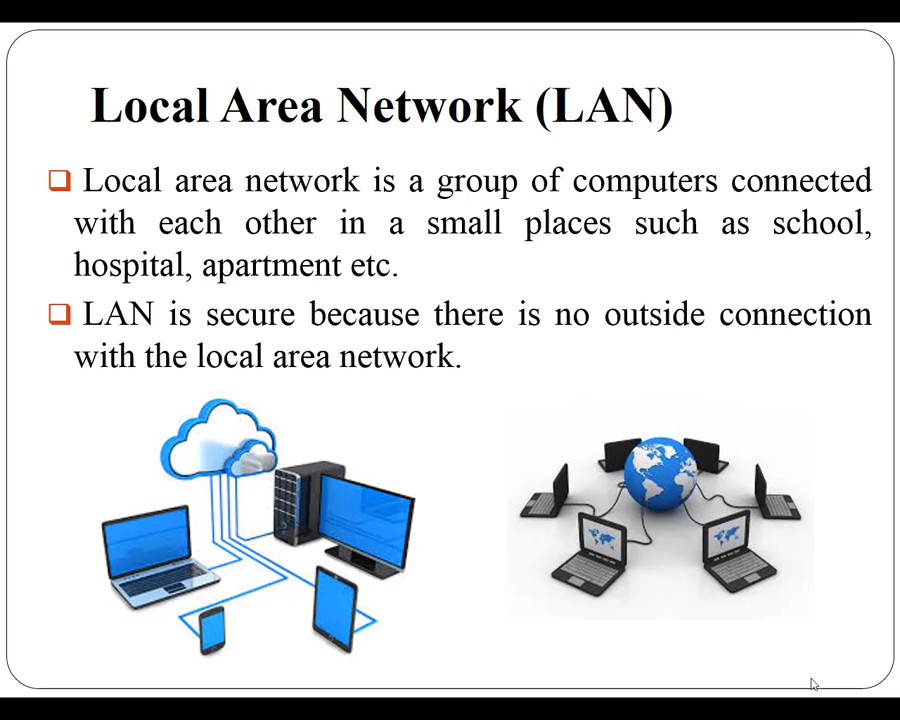 Local Area Network (LAN)
Local area network is a group of computers connected
with each other in a small places such as school,
hospital, apartment etc.
LAN is secure because there is no outside connection
with the local area network.